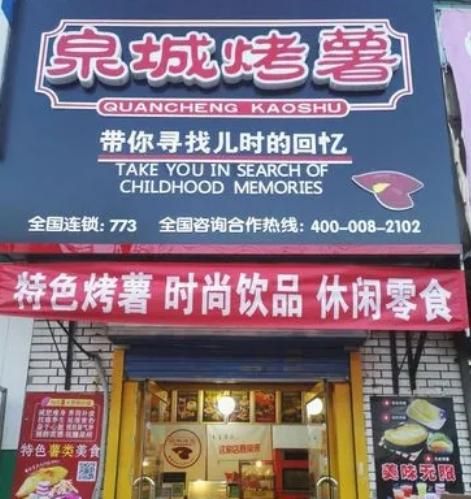 泉城烤薯
QUANCHENG KAOSHU
带你寻找儿时的回忆
TAKE YOU IN SEARCH OF
CHILDHOOD MEMORIES
全国连锁: 773 全国咨询合作热线: 400-008-2102
特色烤薯 时尚饮品 休闲零食
特色薯类美食
美味无限